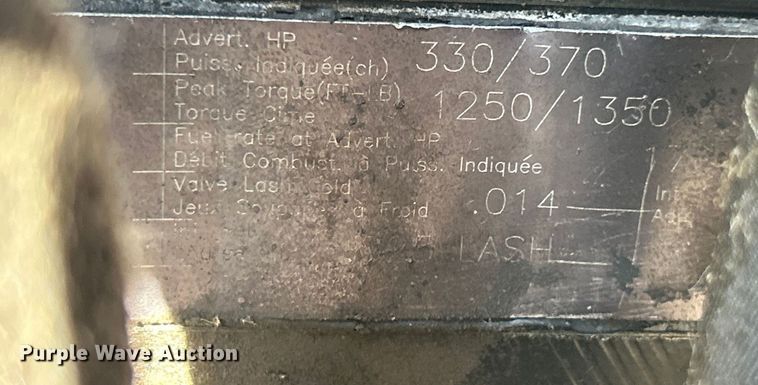 Advert. HP
Puiss. Indiquée(ch) 330/370
Peak Torque(FT-LB)
Torque Cime 1250/1350
Fuel rate at Advert. HP
Débit Combust. à Puiss. Indiquée
Valve Lash Cold
Jeux Soupapes à Froid .014 Int
LASH
Purple Wave Auction